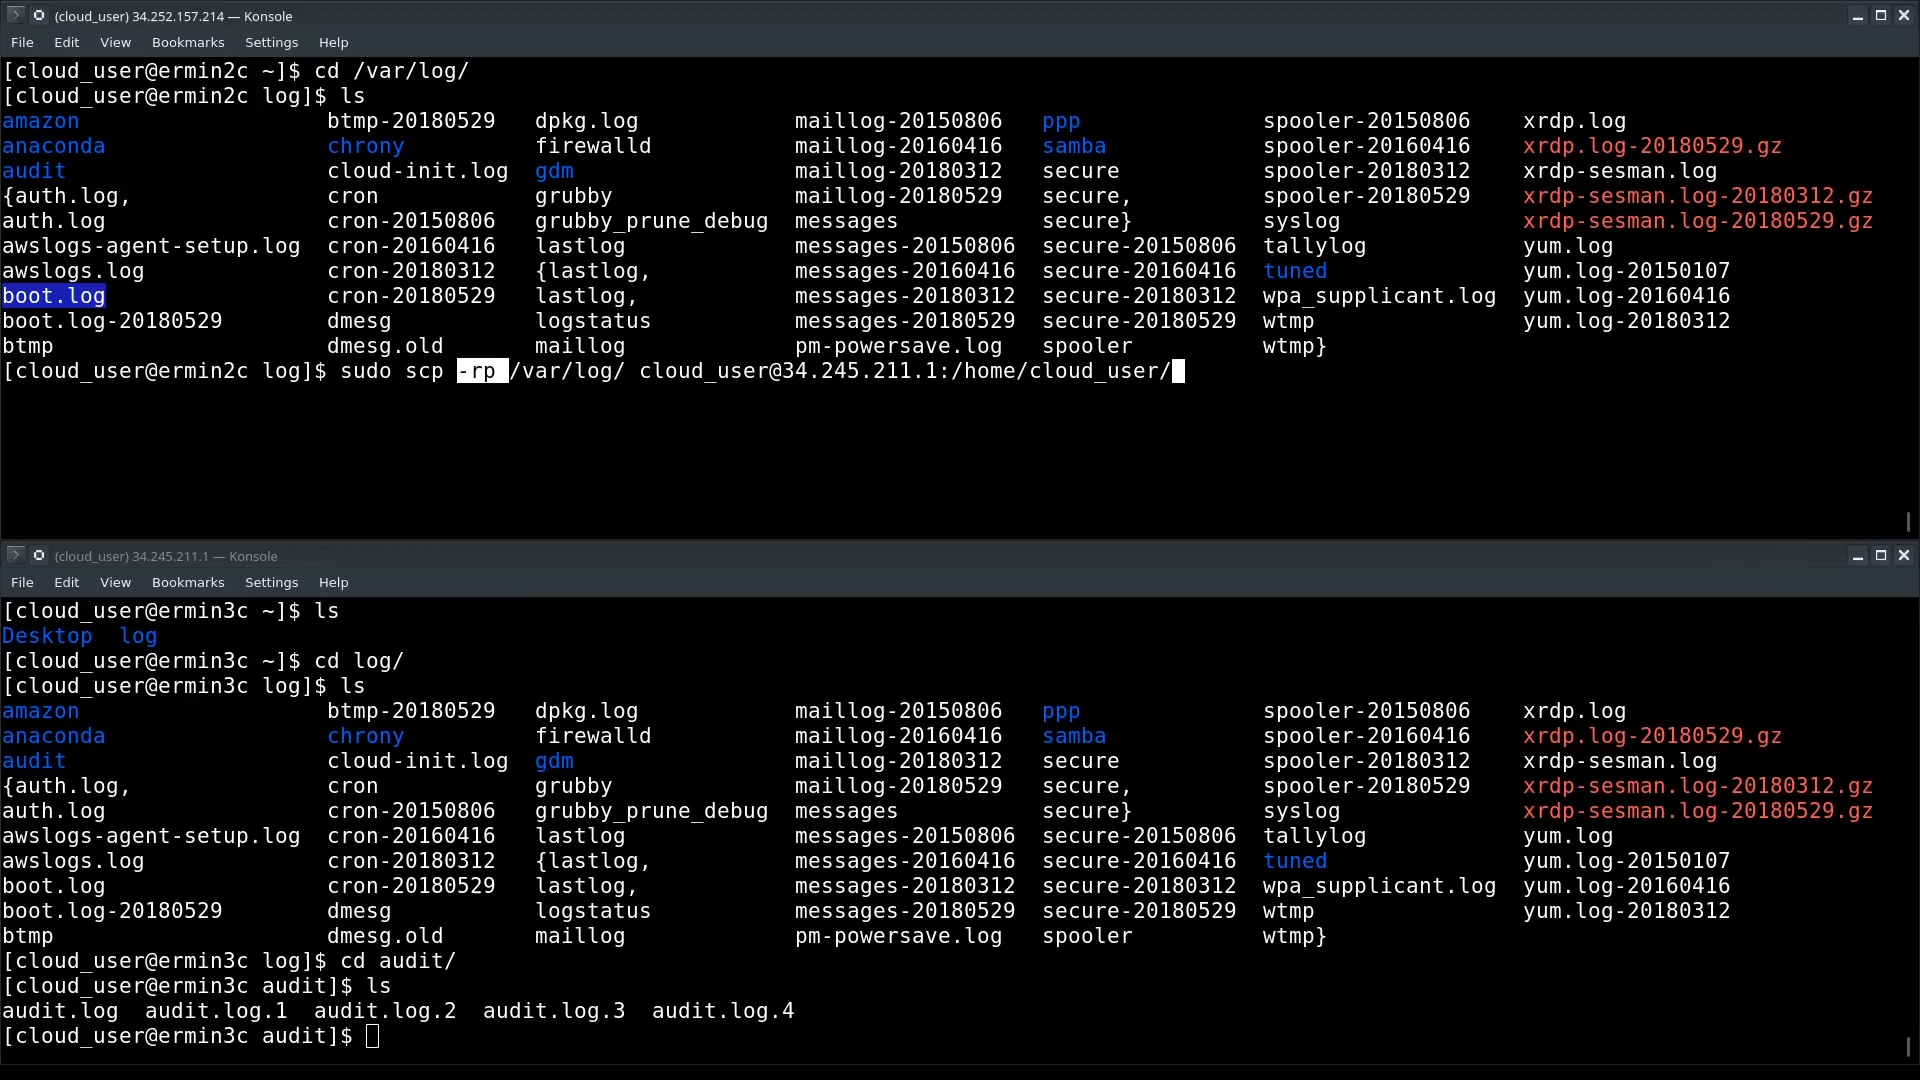 (cloud_user) 34.252.157.214 — Konsole
File Edit View Bookmarks Settings Help
[cloud_user@ermin2c ~]$ cd /var/log/
[cloud_user@ermin2c log]$ ls
amazon btmp-20180529 dpkg.log maillog-20150806 ppp spooler-20150806 xrdp.log
anaconda chrony firewalld maillog-20160416 samba spooler-20160416 xrdp.log-20180529.gz
audit cloud-init.log gdm maillog-20180312 secure spooler-20180312 xrdp-sesman.log
{auth.log, cron grubby maillog-20180529 secure, spooler-20180529 xrdp-sesman.log-20180312.gz
auth.log cron-20150806 grubby_prune_debug messages secure} syslog xrdp-sesman.log-20180529.gz
awslogs-agent-setup.log cron-20160416 lastlog messages-20150806 secure-20150806 tallylog yum.log
awslogs.log cron-20180312 {lastlog, messages-20160416 secure-20160416 tuned yum.log-20150107
boot.log cron-20180529 lastlog, messages-20180312 secure-20180312 wpa_supplicant.log yum.log-20160416
boot.log-20180529 dmesg logstatus messages-20180529 secure-20180529 wtmp yum.log-20180312
btmp dmesg.old maillog pm-powersave.log spooler wtmp}
[cloud_user@ermin2c log]$ sudo scp -rp /var/log/ cloud_user@34.245.211.1:/home/cloud_user/
(cloud_user) 34.245.211.1 — Konsole
File Edit View Bookmarks Settings Help
[cloud_user@ermin3c ~]$ ls
Desktop log
[cloud_user@ermin3c ~]$ cd log/
[cloud_user@ermin3c log]$ ls
amazon btmp-20180529 dpkg.log maillog-20150806 ppp spooler-20150806 xrdp.log
anaconda chrony firewalld maillog-20160416 samba spooler-20160416 xrdp.log-20180529.gz
audit cloud-init.log gdm maillog-20180312 secure spooler-20180312 xrdp-sesman.log
{auth.log, cron grubby maillog-20180529 secure, spooler-20180529 xrdp-sesman.log-20180312.gz
auth.log cron-20150806 grubby_prune_debug messages secure} syslog xrdp-sesman.log-20180529.gz
awslogs-agent-setup.log cron-20160416 lastlog messages-20150806 secure-20150806 tallylog yum.log
awslogs.log cron-20180312 {lastlog, messages-20160416 secure-20160416 tuned yum.log-20150107
boot.log cron-20180529 lastlog, messages-20180312 secure-20180312 wpa_supplicant.log yum.log-20160416
boot.log-20180529 dmesg logstatus messages-20180529 secure-20180529 wtmp yum.log-20180312
btmp dmesg.old maillog pm-powersave.log spooler wtmp}
[cloud_user@ermin3c log]$ cd audit/
[cloud_user@ermin3c audit]$ ls
audit.log audit.log.1 audit.log.2 audit.log.3 audit.log.4
[cloud_user@ermin3c audit]$